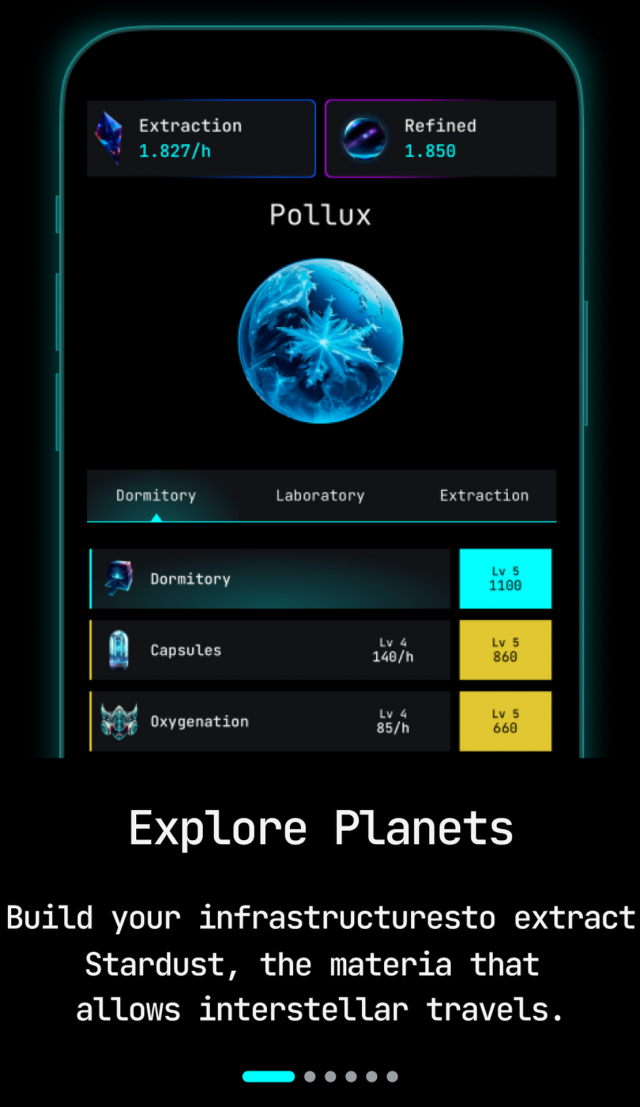 Extraction
1.827/h
Refined
1.850
Pollux
Dormitory Laboratory Extraction
Dormitory
Lv 5
1100
Capsules
Lv 4
140/h
Lv 5
860
Oxygenation
Lv 4
85/h
Lv 5
660
Explore Planets
Build your infrastructuresto extract
Stardust, the materia that
allows interstellar travels.